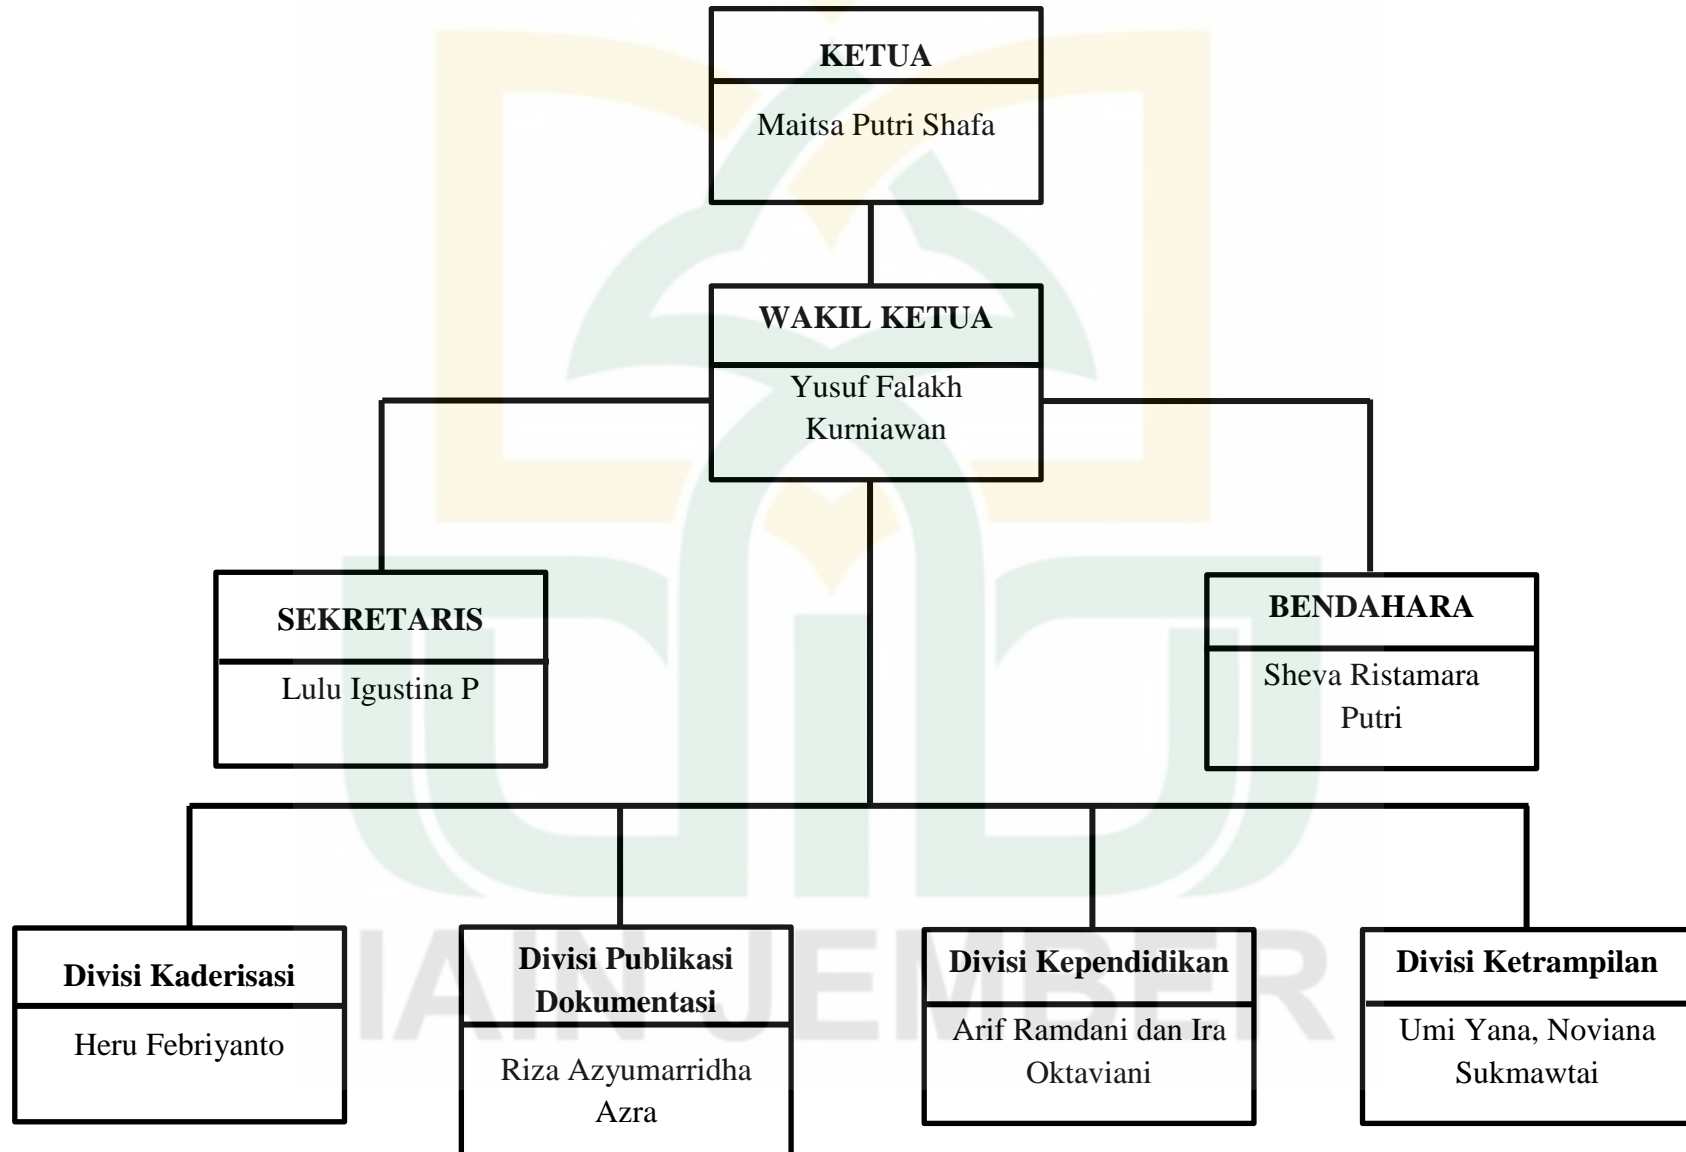 KETUA
Maitsa Putri Shafa
WAKIL KETUA
Yusuf Falakh
Kurniawan
SEKRETARIS
Lulu Igustina P
BENDAHARA
Sheva Ristamara
Putri
Divisi Kaderisasi
Heru Febriyanto
Divisi Publikasi
Dokumentasi
Riza Azyumarridha
Azra
Divisi Kependidikan
Arif Ramdani dan Ira
Oktaviani
Divisi Ketrampilan
Umi Yana, Noviana
Sukmawtai
IAIN JEMBER